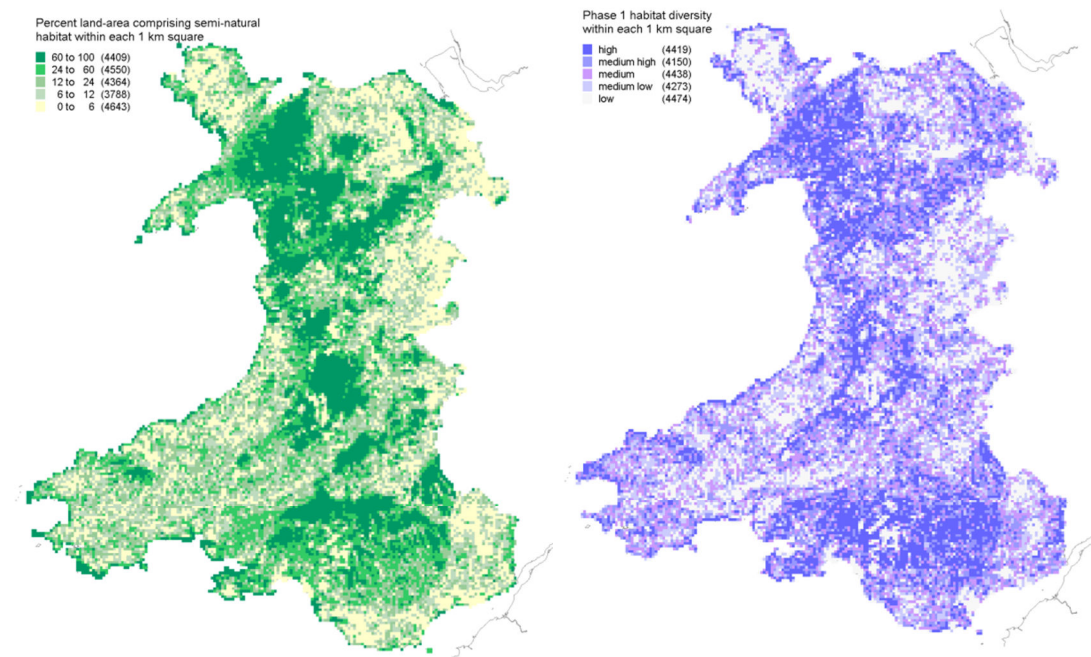 Percent land-area comprising semi-natural
habitat within each 1 km square
60 to 100 (4409)
24 to 60 (4550)
12 to 24 (4364)
6 to 12 (3788)
0 to 6 (4643)
Phase 1 habitat diversity
within each 1 km square
high (4419)
medium high (4150)
medium (4438)
medium low (4273)
low (4474)